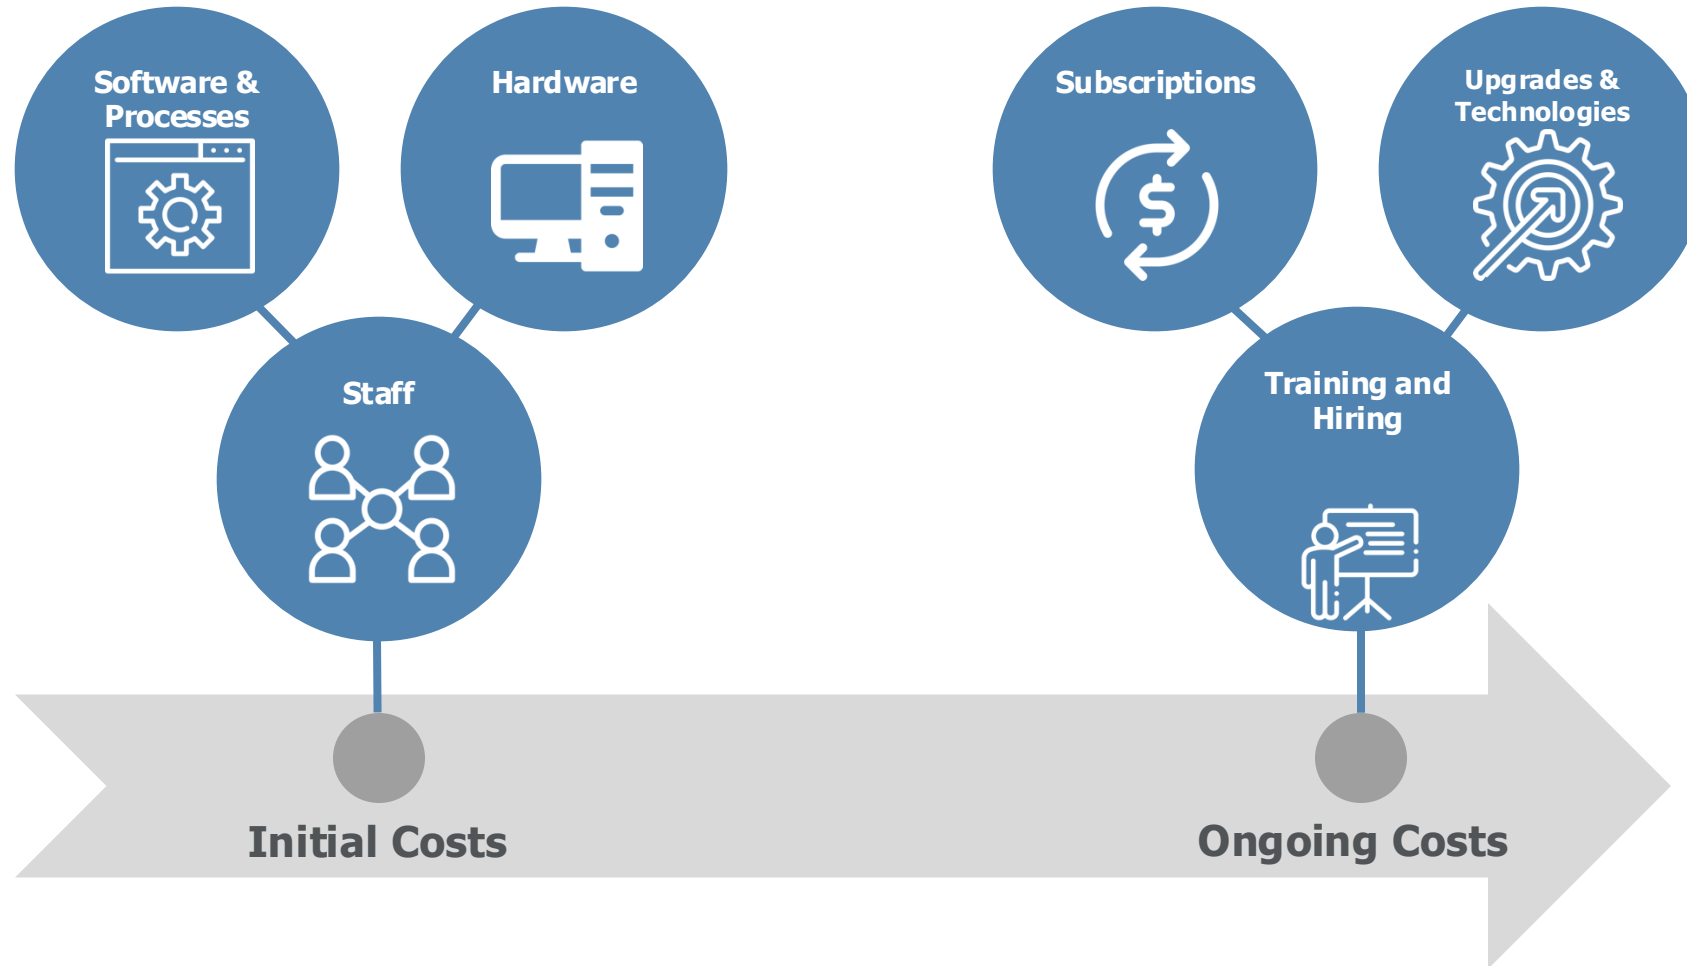 Software &
Processes
Hardware
Staff
Subscriptions
Upgrades &
Technologies
Training and
Hiring
Initial Costs
Ongoing Costs